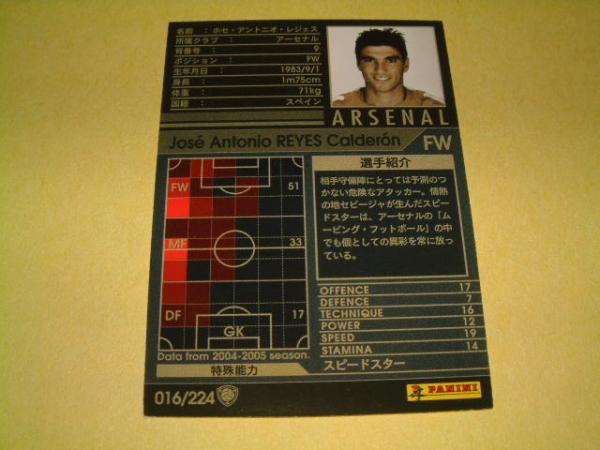 名前 : ホセ・アントニオ・レジェス
所属クラブ : アーセナル
背番号 : 9
ポジション : FW
生年月日 : 1983/9/1
身長 : 1m75cm
体重 : 71kg
国籍 : スペイン
ARSENAL
José Antonio REYES Calderón FW
FW 51
MF 33
DF 17
GK
Data from 2004-2005 season.
選手紹介
相手守備陣にとっては予測のつ
かない危険なアタッカー。情熱
の地セビージャが生んだスピー
ドスターは、アーセナルの「ム
ービング・フットボール」の中
でも個としての異彩を常に放っ
ている。
OFFENCE 17
DEFENCE 7
TECHNIQUE 16
POWER 12
SPEED 19
STAMINA 14
特殊能力 スピードスター
016/224
PANINI